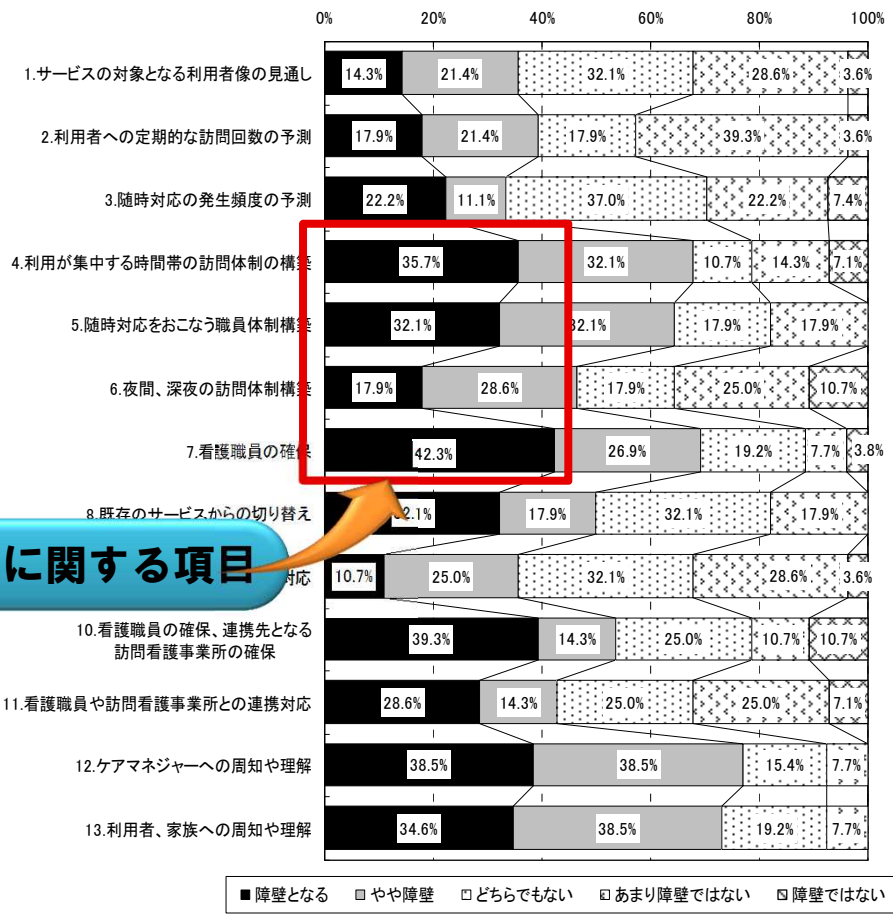 0% 20% 40% 60% 80% 100%
1.サービスの対象となる利用者像の見通し 14.3% 21.4% 32.1% 28.6% 3.6%
2.利用者への定期的な訪問回数の予測 17.9% 21.4% 17.9% 39.3% 3.6%
3.随時対応の発生頻度の予測 22.2% 11.1% 37.0% 22.2% 7.4%
4.利用が集中する時間帯の訪問体制の構築 35.7% 32.1% 10.7% 14.3% 7.1%
5.随時対応をおこなう職員体制構築 32.1% 32.1% 17.9% 17.9%
6.夜間、深夜の訪問体制構築 17.9% 28.6% 17.9% 25.0% 10.7%
7.看護職員の確保 42.3% 26.9% 19.2% 7.7% 3.8%
8.既存のサービスからの切り替え 2.1% 17.9% 32.1% 17.9%
に関する項目
対応 10.7% 25.0% 32.1% 28.6% 3.6%
10.看護職員の確保、連携先となる
訪問看護事業所の確保 39.3% 14.3% 25.0% 10.7% 10.7%
11.看護職員や訪問看護事業所との連携対応 28.6% 14.3% 25.0% 25.0% 7.1%
12.ケアマネジャーへの周知や理解 38.5% 38.5% 15.4% 7.7%
13.利用者、家族への周知や理解 34.6% 38.5% 19.2% 7.7%
障壁となる やや障壁 どちらでもない あまり障壁ではない 障壁ではない